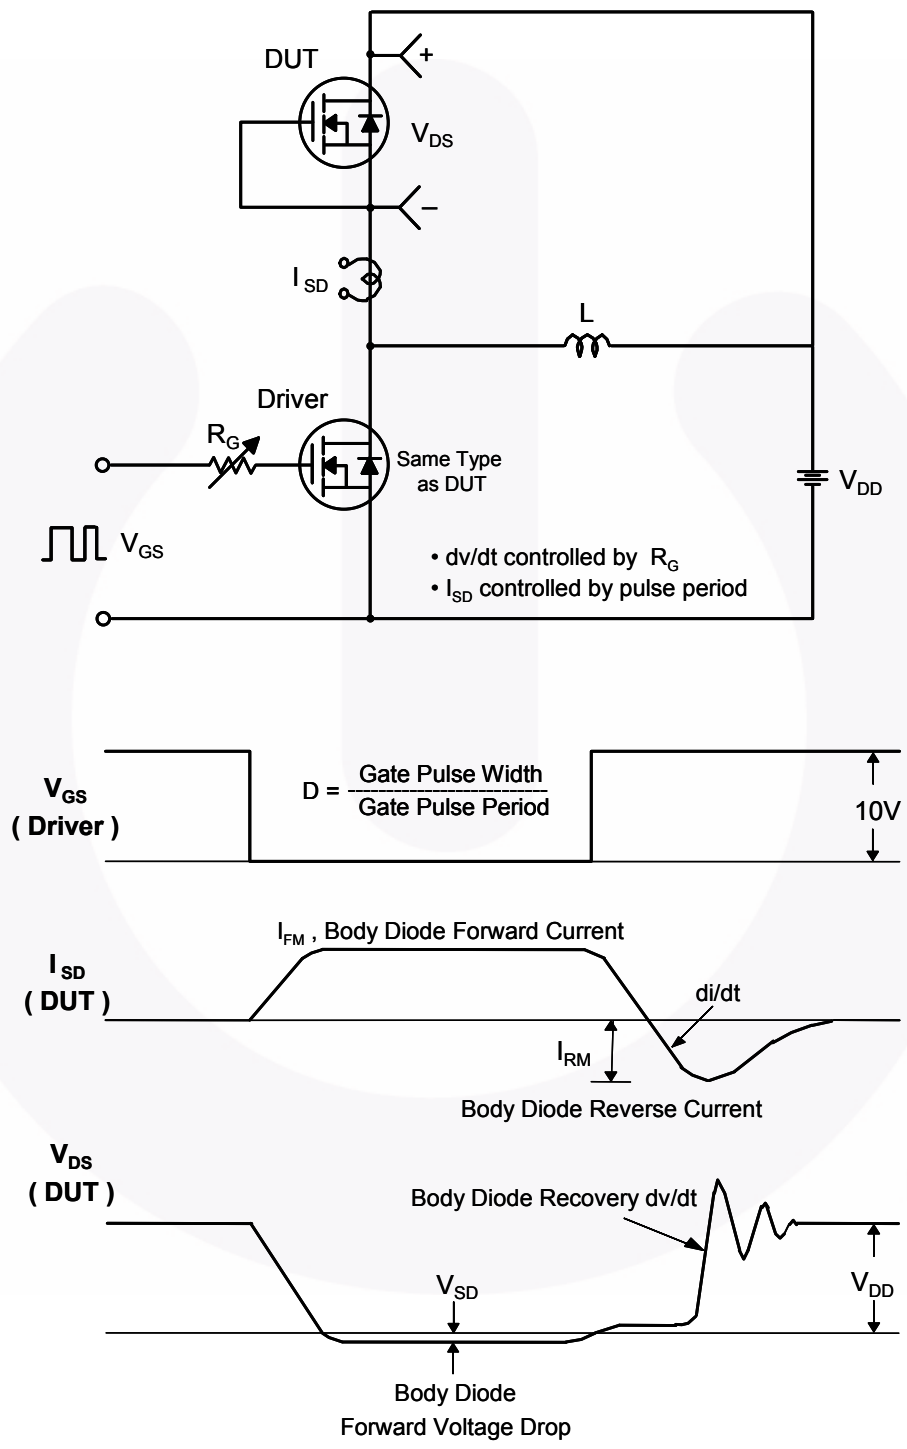 DUT
+
V_DS
−
I_SD
L
Driver
R_G
Same Type
as DUT
V_DD
V_GS
• dv/dt controlled by R_G
• I_SD controlled by pulse period
V_GS
( Driver )
D = Gate Pulse Width
Gate Pulse Period
10V
I_FM , Body Diode Forward Current
I_SD
( DUT )
di/dt
I_RM
Body Diode Reverse Current
V_DS
( DUT )
Body Diode Recovery dv/dt
V_SD
V_DD
Body Diode
Forward Voltage Drop